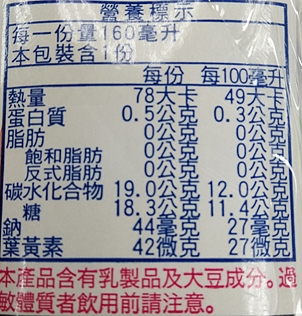 營養標示
每一份量160毫升
本包裝含1份
每份 每100毫升
熱量 78大卡 49大卡
蛋白質 0.5公克 0.3公克
脂肪 0公克 0公克
飽和脂肪 0公克 0公克
反式脂肪 0公克 0公克
碳水化合物 19.0公克 12.0公克
糖 18.3公克 11.4公克
鈉 44毫克 27毫克
葉黃素 42微克 27微克
本產品含有乳製品及大豆成分。過
敏體質者飲用前請注意。